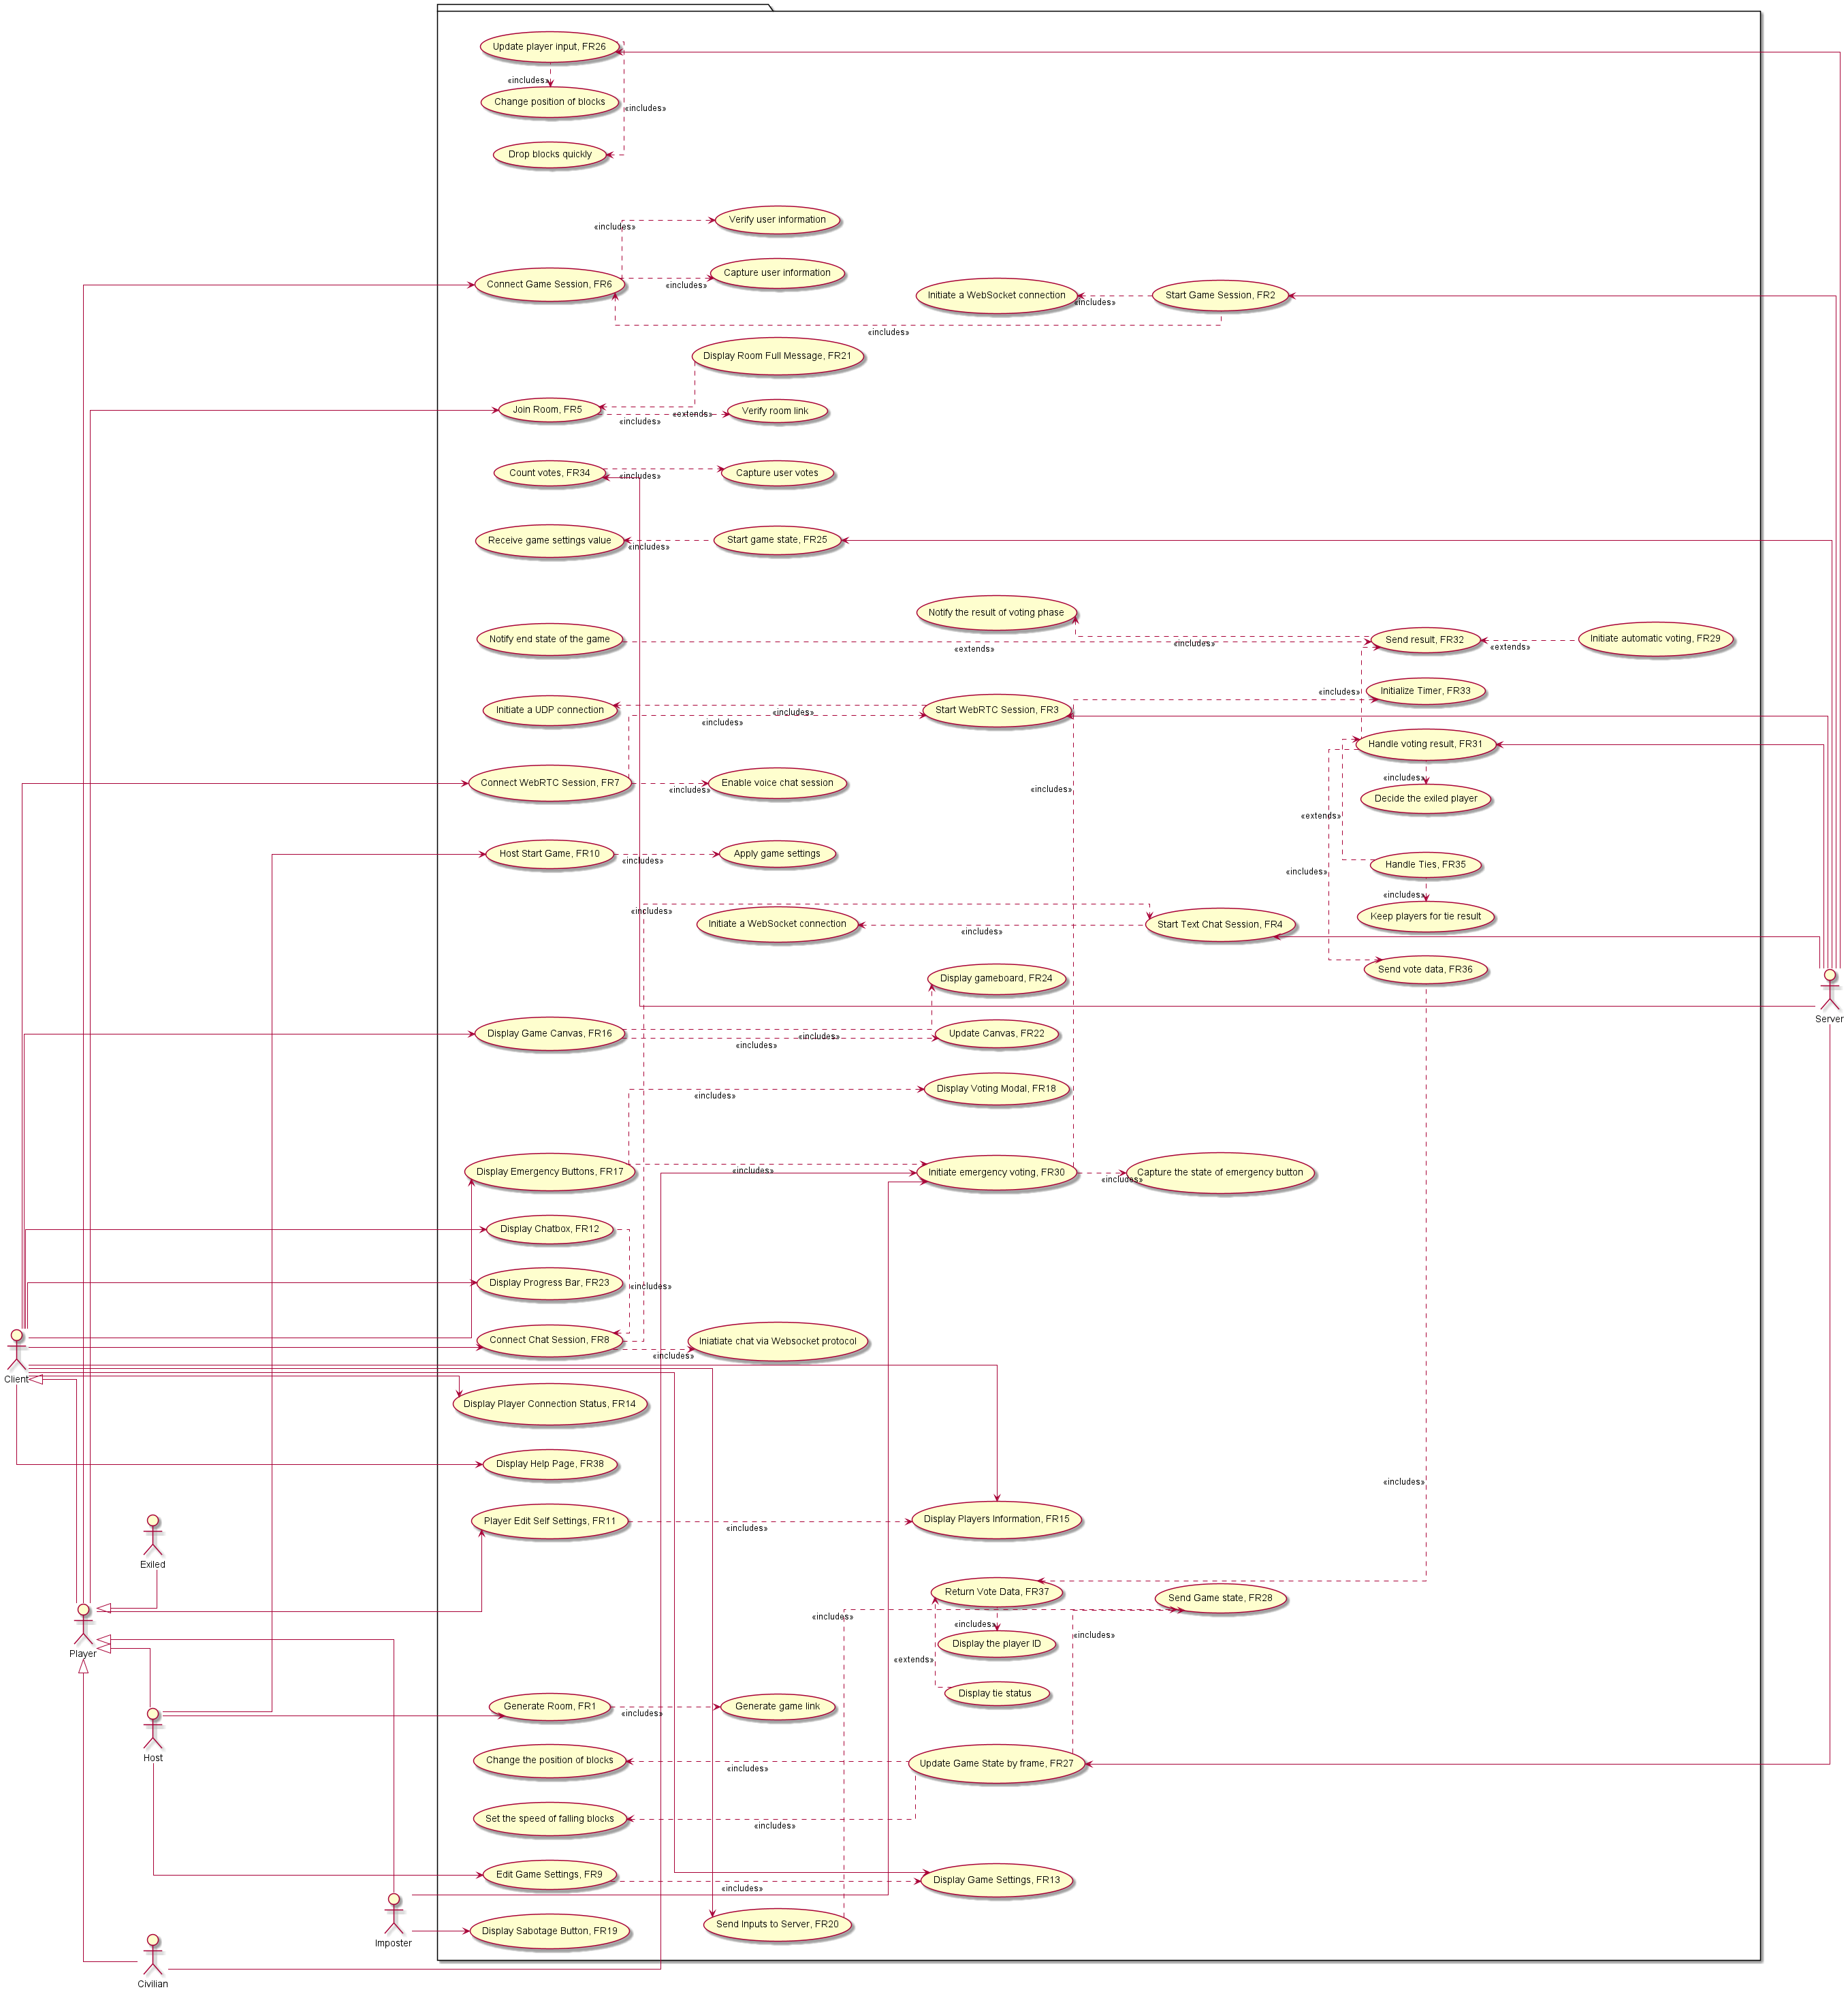 Update player input, FR26
«includes»
Change position of blocks
«includes»
Drop blocks quickly
Verify user information
«includes»
Capture user information
Connect Game Session, FR6
«includes»
Initiate a WebSocket connection
«includes»
Start Game Session, FR2
«includes»
Display Room Full Message, FR21
Join Room, FR5
«extends»
Verify room link
«includes»
Count votes, FR34
«includes»
Capture user votes
Receive game settings value
«includes»
Start game state, FR25
Notify the result of voting phase
Notify end state of the game
«extends»
«includes»
Send result, FR32
«extends»
Initiate automatic voting, FR29
«includes»
Initialize Timer, FR33
Initiate a UDP connection
«includes»
«includes»
Start WebRTC Session, FR3
Handle voting result, FR31
«includes»
Connect WebRTC Session, FR7
«includes»
Enable voice chat session
«includes»
Decide the exiled player
«extends»
Host Start Game, FR10
«includes»
Apply game settings
Handle Ties, FR35
«includes»
«includes»
Keep players for tie result
«includes»
Initiate a WebSocket connection
«includes»
Start Text Chat Session, FR4
Send vote data, FR36
Display gameboard, FR24
Server
Display Game Canvas, FR16
«includes»
«includes»
Update Canvas, FR22
Display Voting Modal, FR18
«includes»
Display Emergency Buttons, FR17
«includes»
Initiate emergency voting, FR30
«includes»
Capture the state of emergency button
Display Chatbox, FR12
Display Progress Bar, FR23
«includes»
Connect Chat Session, FR8
«includes»
Iniatiate chat via Websocket protocol
Client
Display Player Connection Status, FR14
Display Help Page, FR38
«includes»
Player Edit Self Settings, FR11
«includes»
Display Players Information, FR15
Exiled
Return Vote Data, FR37
Send Game state, FR28
«includes»
«includes»
«includes»
Display the player ID
Player
«extends»
Display tie status
Generate Room, FR1
«includes»
Generate game link
Host
Change the position of blocks
«includes»
Update Game State by frame, FR27
Set the speed of falling blocks
«includes»
Edit Game Settings, FR9
«includes»
Display Game Settings, FR13
Send Inputs to Server, FR20
Imposter
Display Sabotage Button, FR19
Civilian